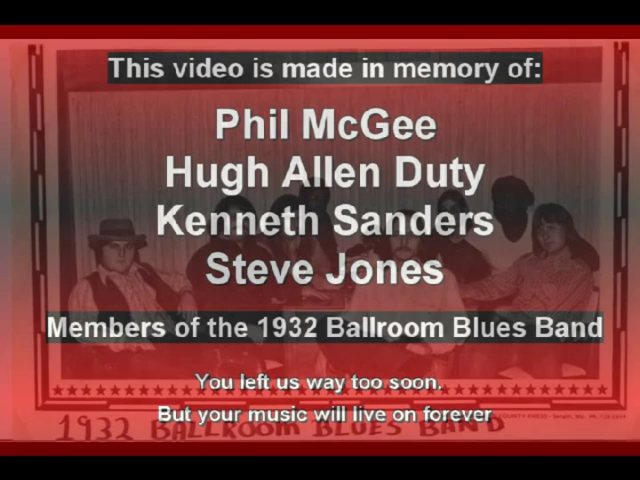 This video is made in memory of:
Phil McGee
Hugh Allen Duty
Kenneth Sanders
Steve Jones
Members of the 1932 Ballroom Blues Band
You left us way too soon.
But your music will live on forever
1932 BALLROOM BLUES BAND